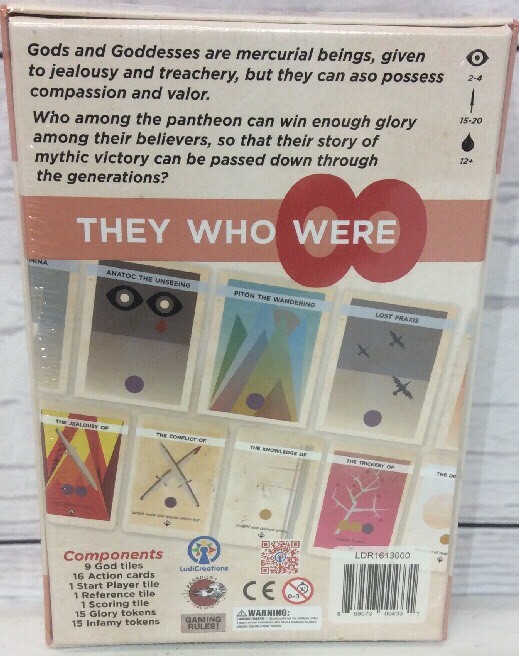 Gods and Goddesses are mercurial beings, given
to jealousy and treachery, but they can aso possess
compassion and valor.
2-4
Who among the pantheon can win enough glory
among their believers, so that their story of
mythic victory can be passed down through
the generations?
15-20
12+
THEY WHO WERE
MINA
ANATOC THE UNSEEING
PITON THE WANDERING
LOST PRAXIS
THE JEALOUSY OF
THE CONFLICT OF
THE KNOWLEDGE OF
THE TRICKERY OF
Components
9 God tiles
16 Action cards
1 Start Player tile
1 Reference tile
1 Scoring tile
15 Glory tokens
15 Infamy tokens
LudiCreations
GAMING
RULES!
CE
0-3
WARNING:
LDR1613000